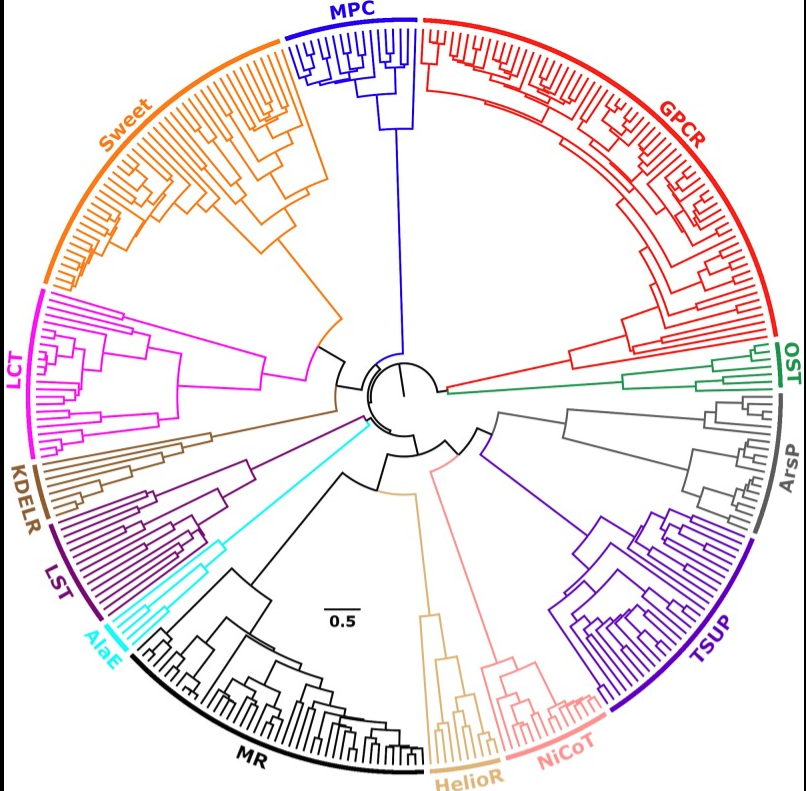 MPC
GPCR
Sweet
OST
LCT
ArsP
KDELR
LST
AlaE
0.5
TSUP
MR
NiCoT
HelioR